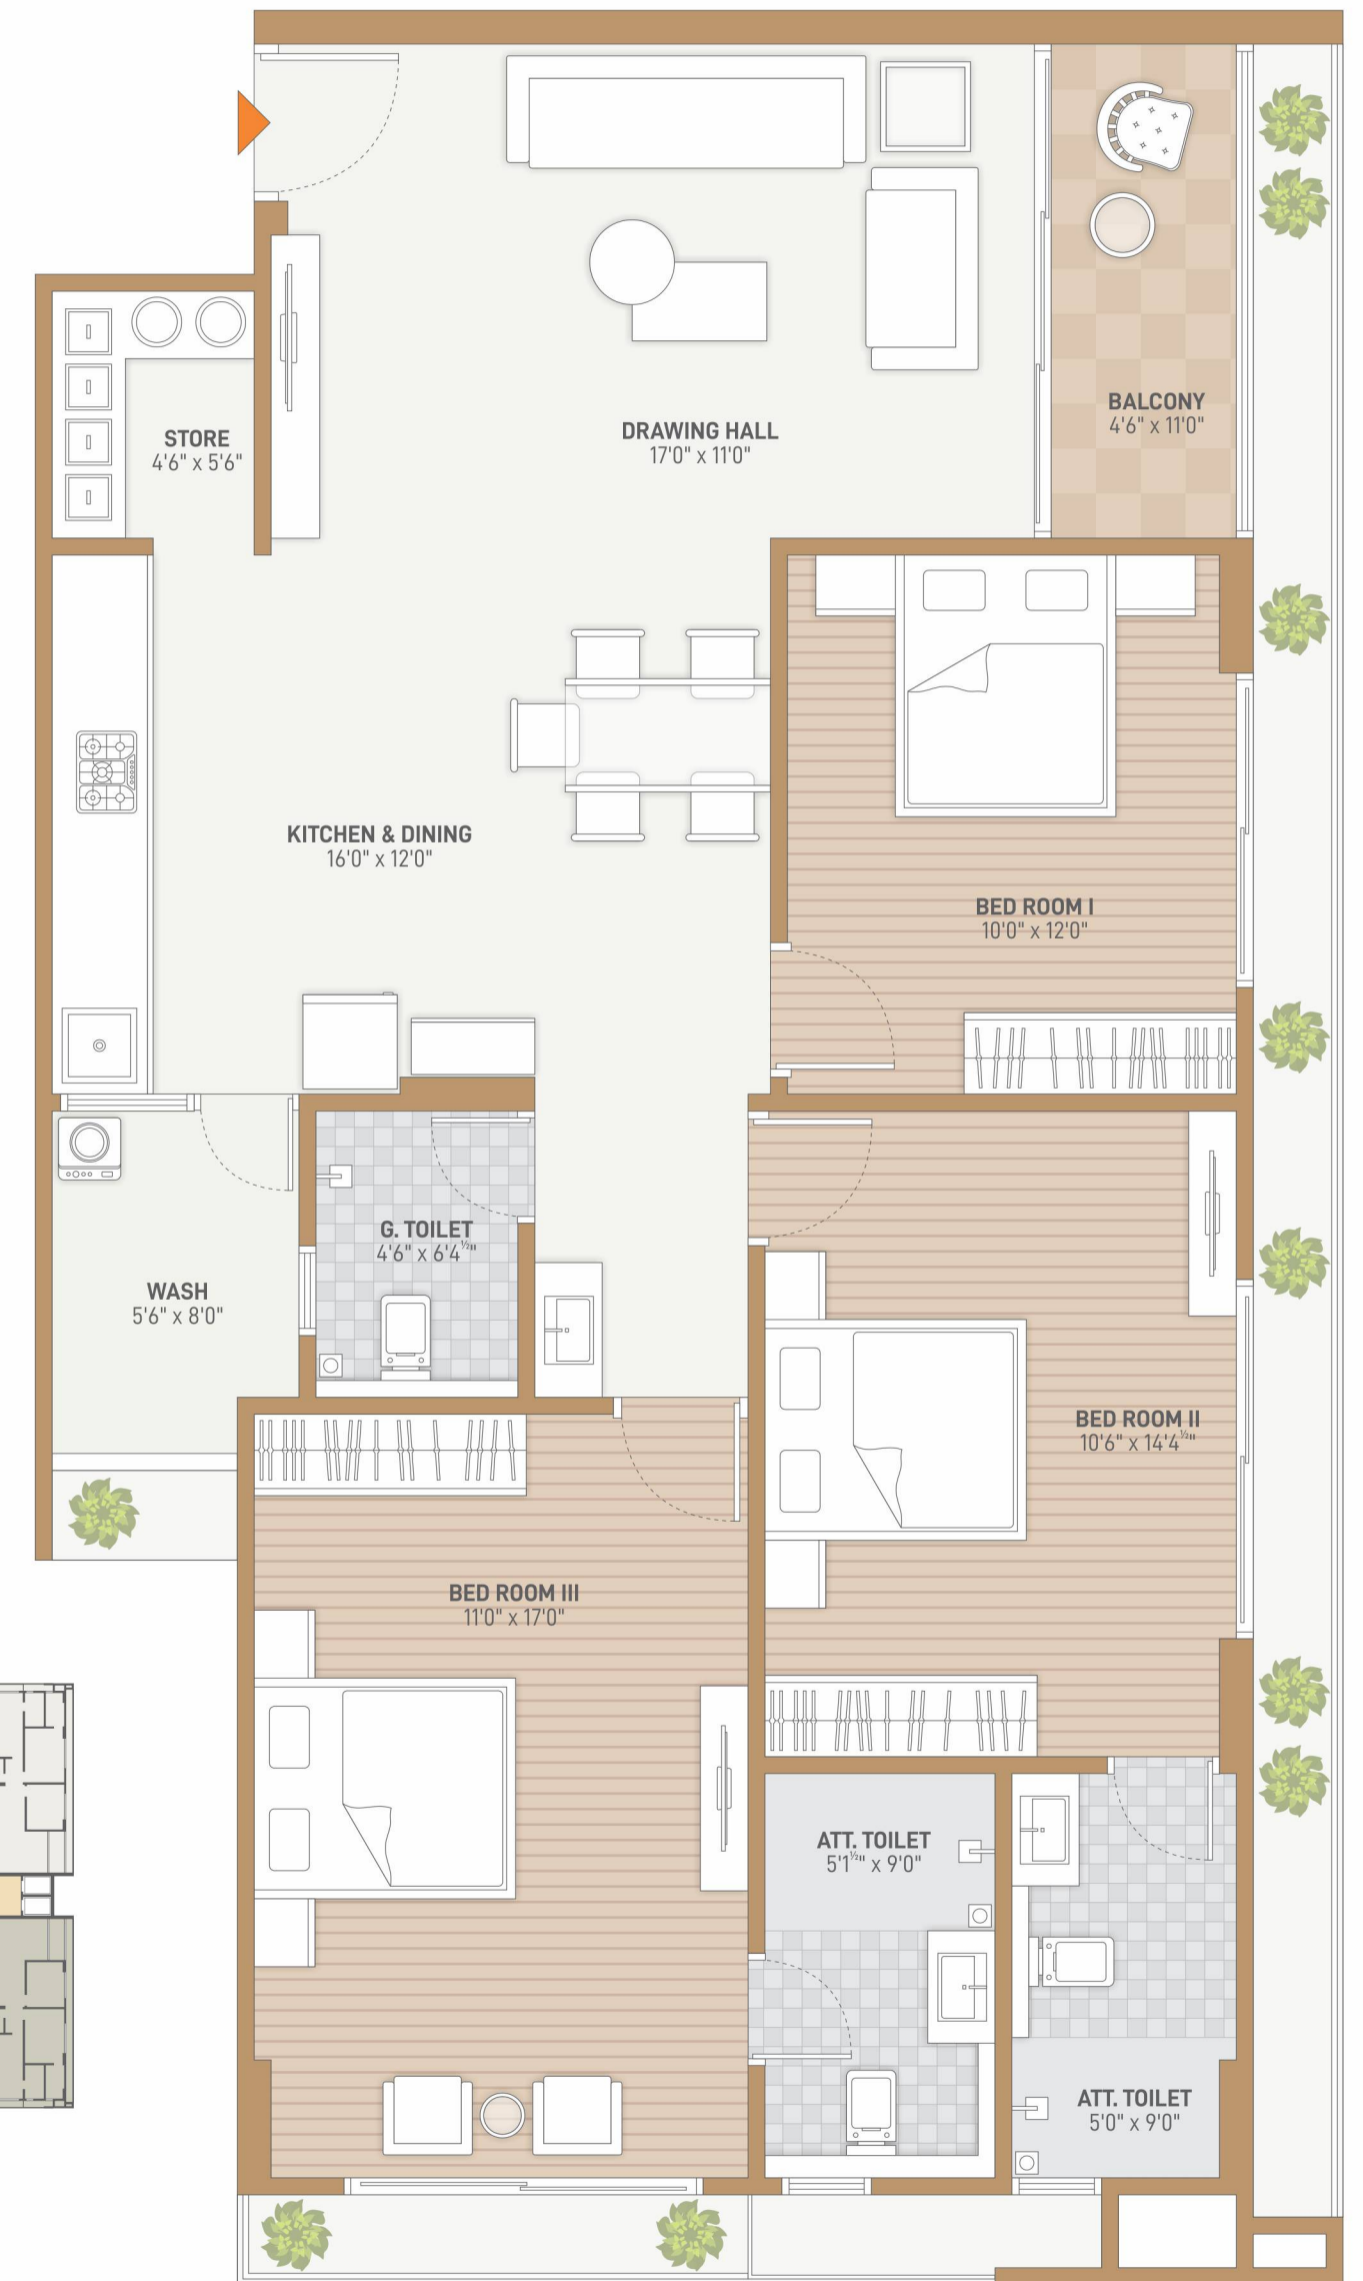 BALCONY
4'6" x 11'0"
DRAWING HALL
17'0" x 11'0"
STORE
4'6" x 5'6"
KITCHEN & DINING
16'0" x 12'0"
BED ROOM I
10'0" x 12'0"
G. TOILET
4'6" x 6'4½"
WASH
5'6" x 8'0"
BED ROOM II
10'6" x 14'4½"
BED ROOM III
11'0" x 17'0"
ATT. TOILET
5'1½" x 9'0"
ATT. TOILET
5'0" x 9'0"